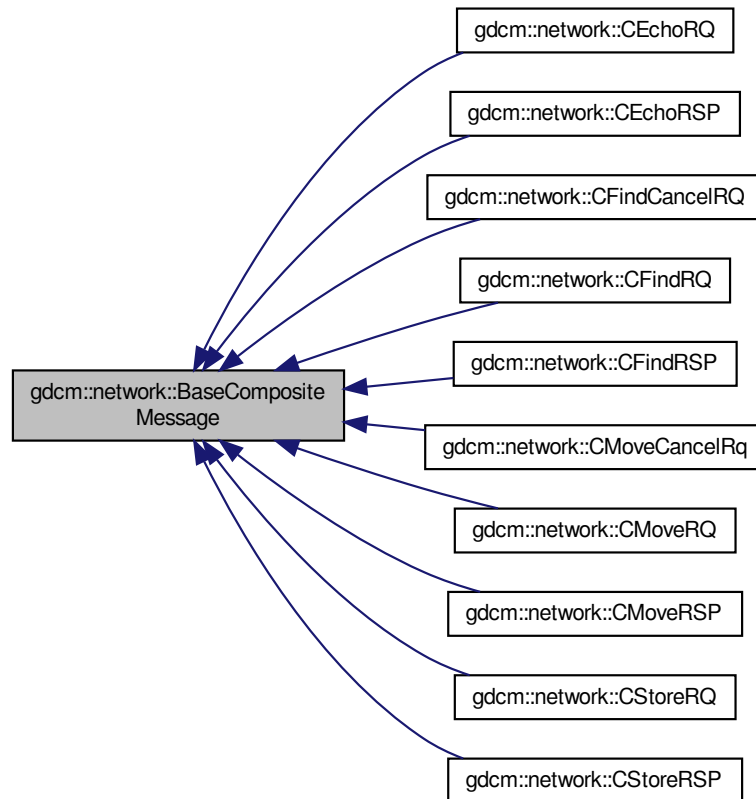 gdcm::network::CEchoRQ
gdcm::network::CEchoRSP
gdcm::network::CFindCancelRQ
gdcm::network::CFindRQ
gdcm::network::CFindRSP
gdcm::network::BaseComposite
Message
gdcm::network::CMoveCancelRq
gdcm::network::CMoveRQ
gdcm::network::CMoveRSP
gdcm::network::CStoreRQ
gdcm::network::CStoreRSP